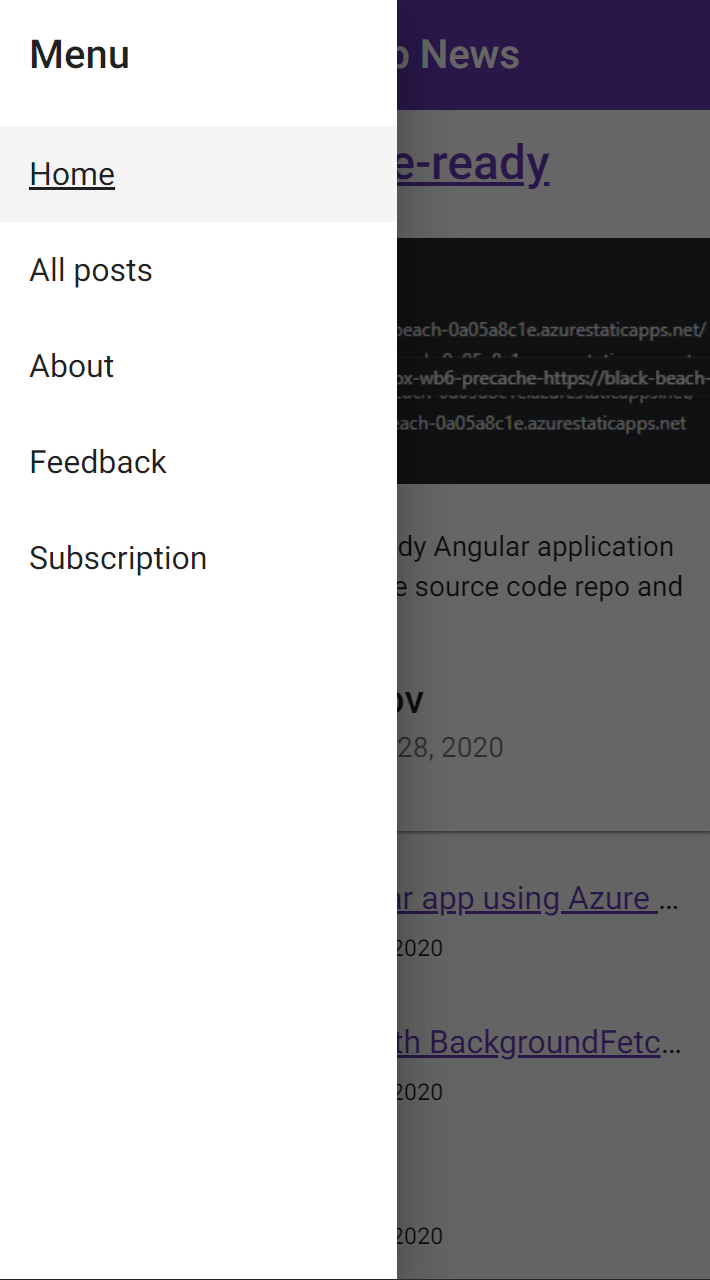 Menu
News
Home
e-ready
All posts
beach-0a05a8c1e.azurestaticapps.net/
About
ox-wb6-precache-https://black-beach-
each-0a05a8c1e.azurestaticapps.net
Feedback
dy Angular application
Subscription
e source code repo and
ov
28, 2020
ar app using Azure …
2020
th BackgroundFetc…
2020
2020